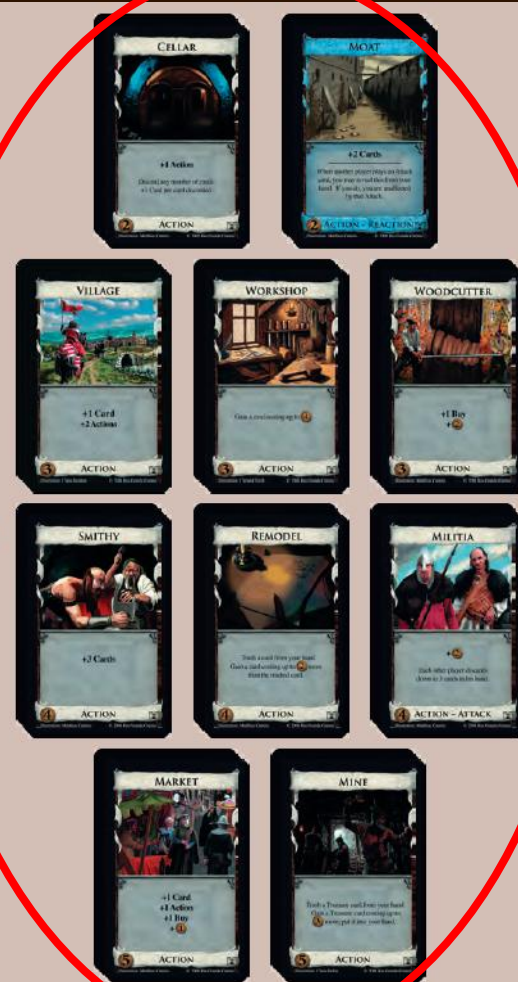 CELLAR
+1 Action
Discard any number of cards.
+1 Card per card discarded.
2
ACTION
MOAT
+2 Cards
When another player plays an Attack
card, you may reveal this from your
hand. If you do, you are unaffected
by that Attack.
2
ACTION – REACTION
VILLAGE
+1 Card
+2 Actions
3
ACTION
WORKSHOP
Gain a card costing up to 4
3
ACTION
WOODCUTTER
+1 Buy
+2
3
ACTION
SMITHY
+3 Cards
4
ACTION
REMODEL
Trash a card from your hand.
Gain a card costing up to 2 more
than the trashed card.
4
ACTION
MILITIA
+2
Each other player discards
down to 3 cards in his hand.
4
ACTION – ATTACK
MARKET
+1 Card
+1 Action
+1 Buy
+1
5
ACTION
MINE
Trash a Treasure card from your hand.
Gain a Treasure card costing up to
3 more; put it into your hand.
5
ACTION